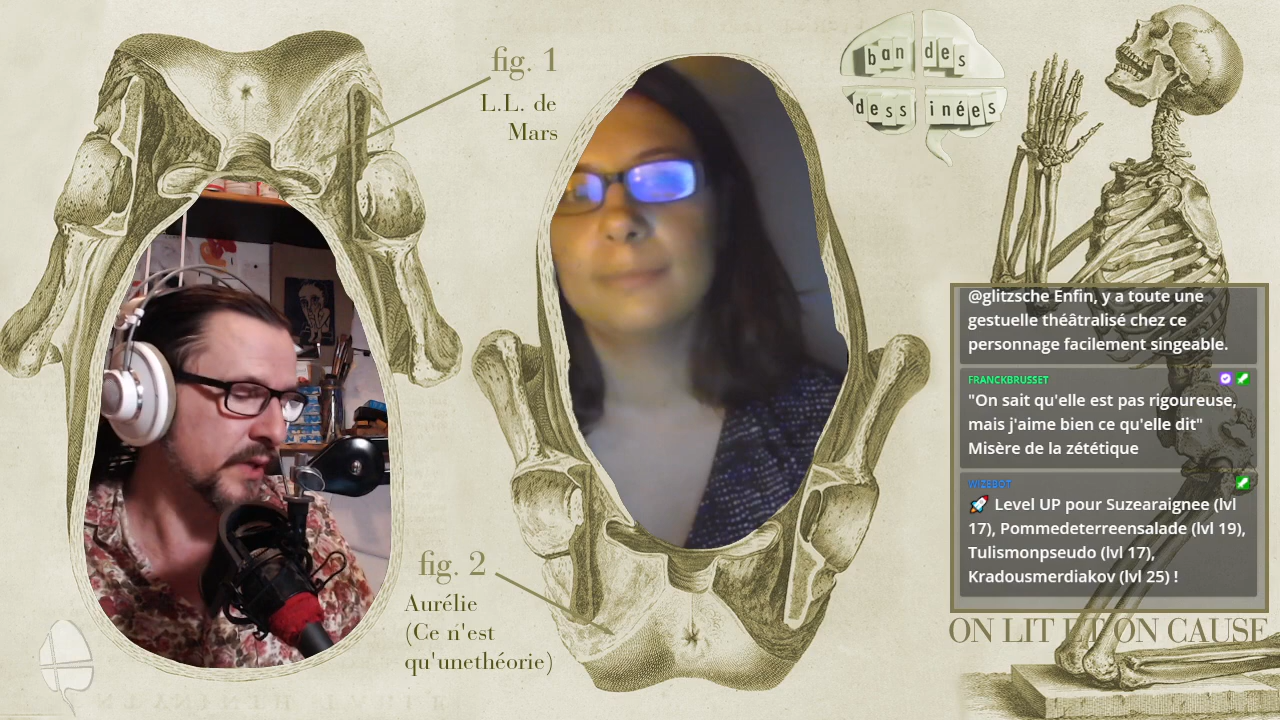 fig. 1
L.L. de
Mars
ban des
dess inées
@glitzsche Enfin, y a toute une
gestuelle théâtralisé chez ce
personnage facilement singeable.
FRANCKBRUSSET
"On sait qu'elle est pas rigoureuse,
mais j'aime bien ce qu'elle dit"
Misère de la zététique
WIZEBOT
🚀 Level UP pour Suzearaignee (lvl
17), Pommedeterreensalade (lvl 19),
Tulismonpseudo (lvl 17),
Kradousmerdiakov (lvl 25) !
fig. 2
Aurélie
(Ce n'est
qu'unethéorie)
ON LIT ET ON CAUSE